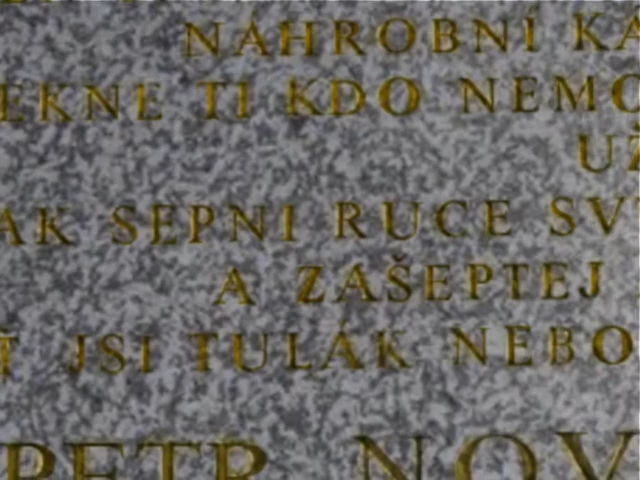 NÁHROBNÍ KA
EKNE TI KDO NEMO
UŽ
AK SEPNI RUCE SV
A ZAŠEPTEJ
Ť JSI TULÁK NEBO
PETR NOV